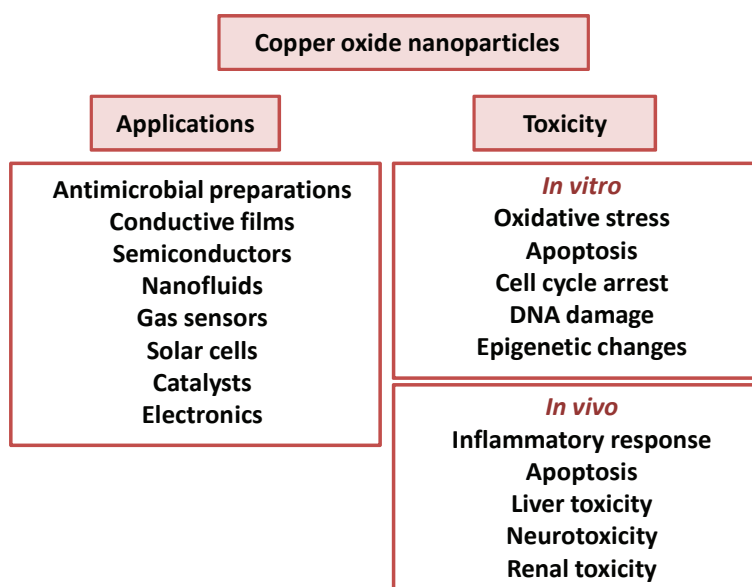 Copper oxide nanoparticles
Applications
Antimicrobial preparations
Conductive films
Semiconductors
Nanofluids
Gas sensors
Solar cells
Catalysts
Electronics
Toxicity
In vitro
Oxidative stress
Apoptosis
Cell cycle arrest
DNA damage
Epigenetic changes
In vivo
Inflammatory response
Apoptosis
Liver toxicity
Neurotoxicity
Renal toxicity